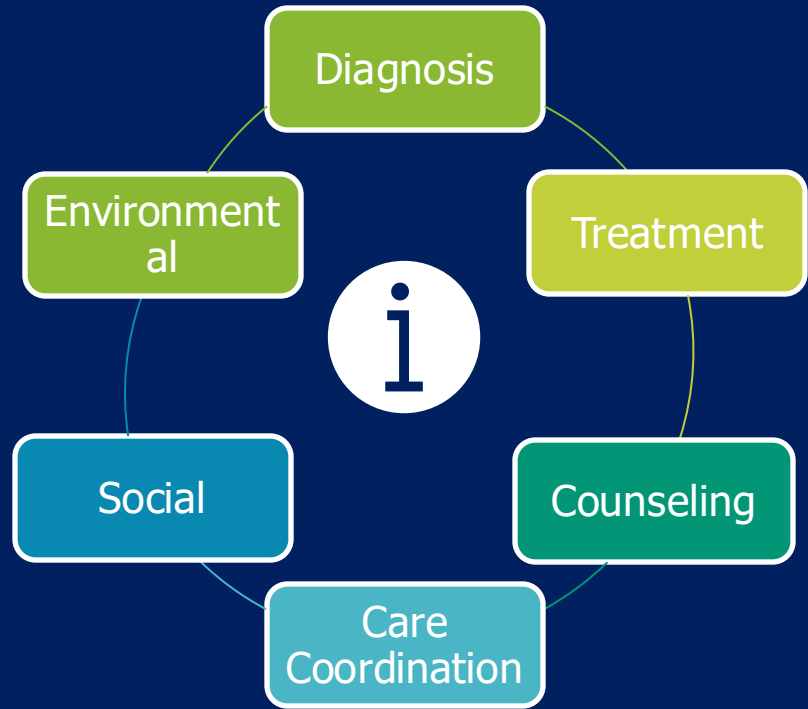 Diagnosis
Treatment
Counseling
Care
Coordination
Social
Environment
al
i